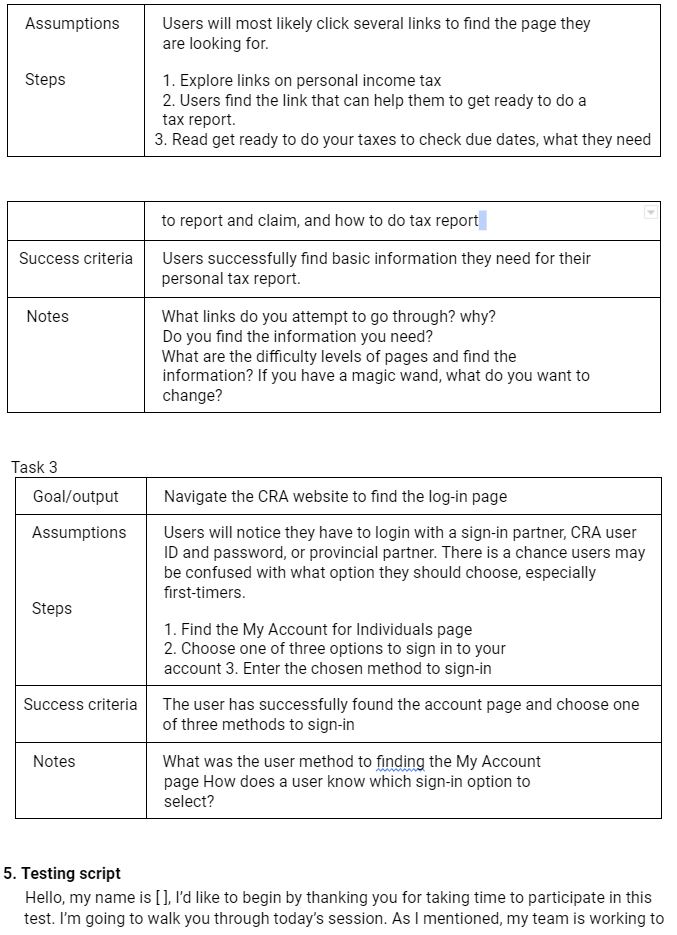 Assumptions
Users will most likely click several links to find the page they
are looking for.
Steps
1. Explore links on personal income tax
2. Users find the link that can help them to get ready to do a
tax report.
3. Read get ready to do your taxes to check due dates, what they need
to report and claim, and how to do tax report
Success criteria
Users successfully find basic information they need for their
personal tax report.
Notes
What links do you attempt to go through? why?
Do you find the information you need?
What are the difficulty levels of pages and find the
information? If you have a magic wand, what do you want to
change?
Task 3
Goal/output
Navigate the CRA website to find the log-in page
Assumptions
Users will notice they have to login with a sign-in partner, CRA user
ID and password, or provincial partner. There is a chance users may
be confused with what option they should choose, especially
first-timers.
Steps
1. Find the My Account for Individuals page
2. Choose one of three options to sign in to your
account 3. Enter the chosen method to sign-in
Success criteria
The user has successfully found the account page and choose one
of three methods to sign-in
Notes
What was the user method to finding the My Account
page How does a user know which sign-in option to
select?
5. Testing script
Hello, my name is [ ], I'd like to begin by thanking you for taking time to participate in this
test. I'm going to walk you through today's session. As I mentioned, my team is working to